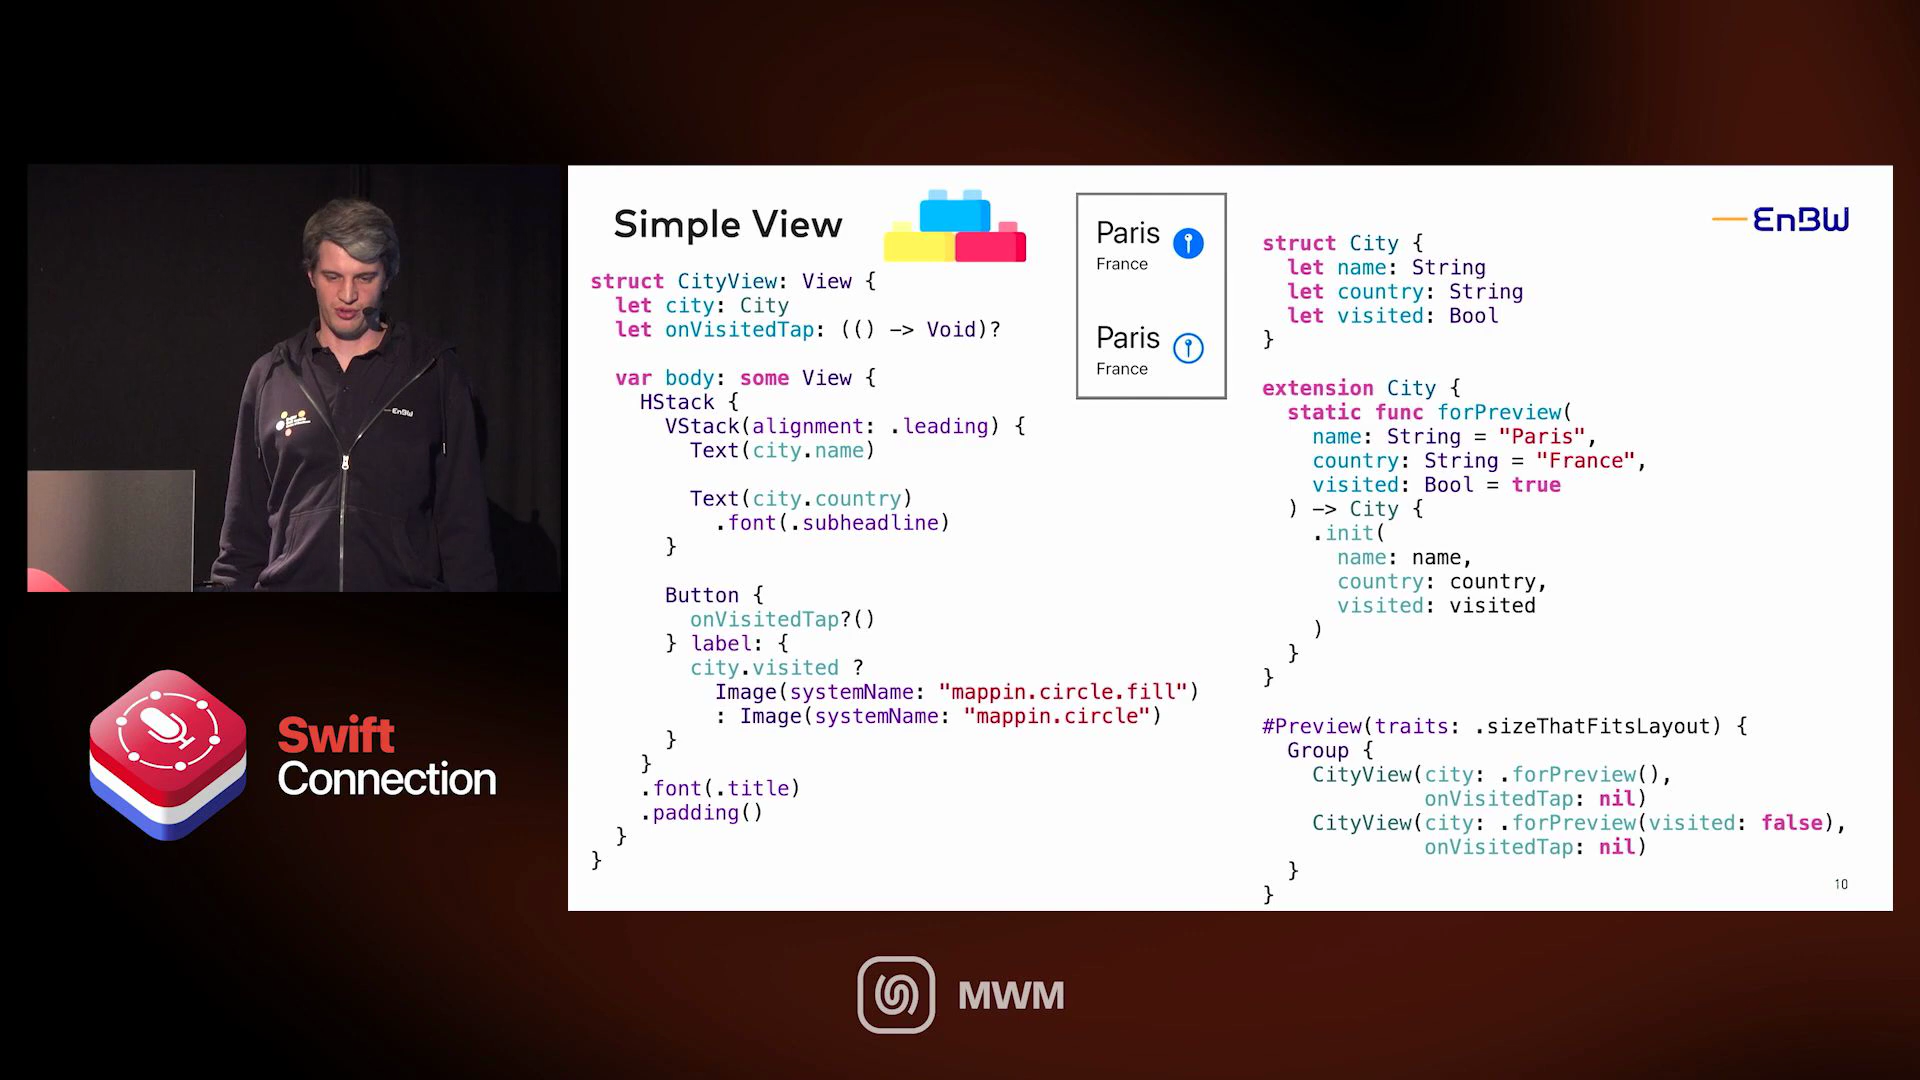 Simple View
struct CityView: View {
let city: City
let onVisitedTap: (() -> Void)?
var body: some View {
HStack {
VStack(alignment: .leading) {
Text(city.name)
Text(city.country)
.font(.subheadline)
}
Button {
onVisitedTap?()
} label: {
city.visited ?
Image(systemName: "mappin.circle.fill")
: Image(systemName: "mappin.circle")
}
}
.font(.title)
.padding()
}
}
Paris
France
Paris
France
EnBW
struct City {
let name: String
let country: String
let visited: Bool
}
extension City {
static func forPreview(
name: String = "Paris",
country: String = "France",
visited: Bool = true
) -> City {
.init(
name: name,
country: country,
visited: visited
)
}
}
#Preview(traits: .sizeThatFitsLayout) {
Group {
CityView(city: .forPreview(),
onVisitedTap: nil)
CityView(city: .forPreview(visited: false),
onVisitedTap: nil)
}
}
10
EnBW
Swift
Connection
MWM